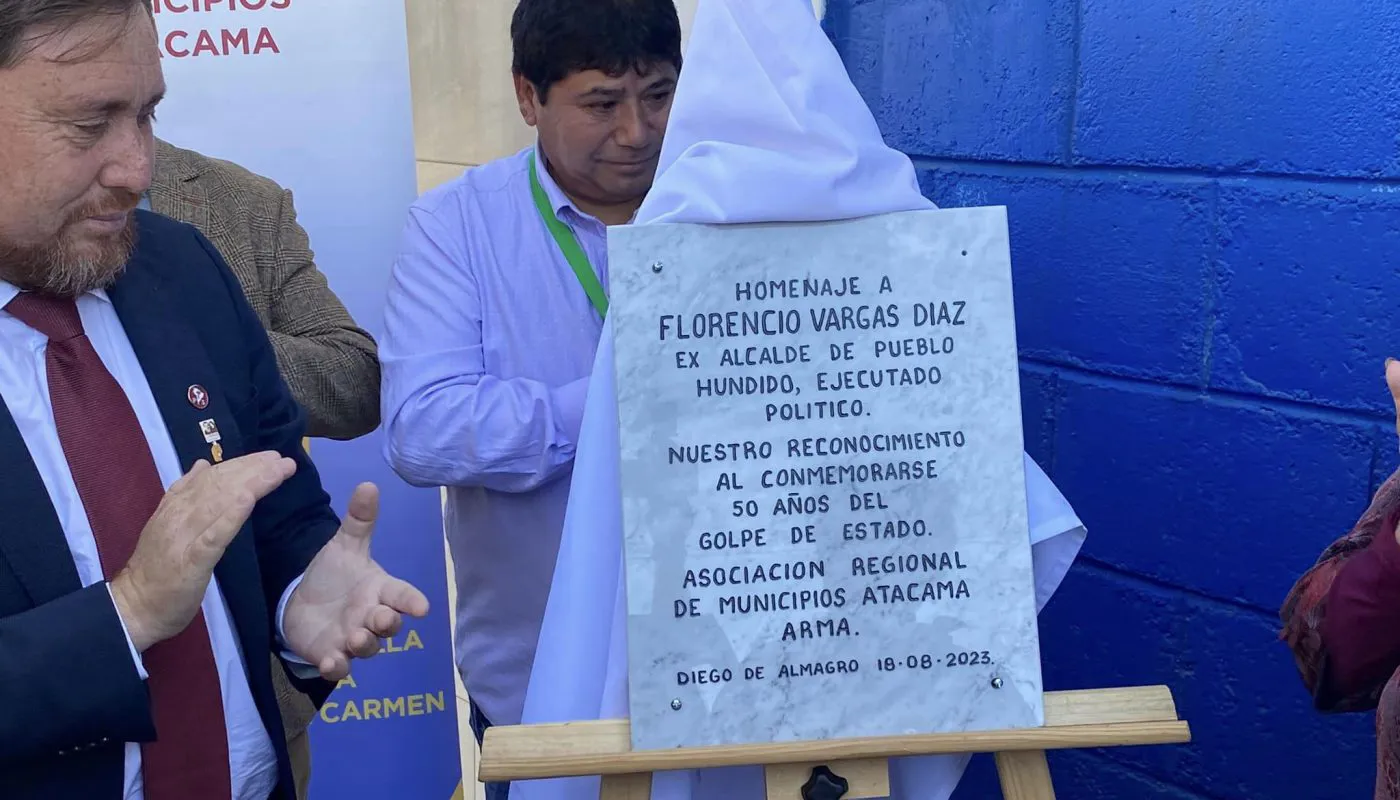 ATACAMA
HOMENAJE A
FLORENCIO VARGAS DIAZ
EX ALCALDE DE PUEBLO
HUNDIDO, EJECUTADO
POLITICO.
NUESTRO RECONOCIMIENTO
AL CONMEMORARSE
50 AÑOS DEL
GOLPE DE ESTADO.
ASOCIACION REGIONAL
DE MUNICIPIOS ATACAMA
ARMA.
DIEGO DE ALMAGRO 18-08-2023.
CARMEN